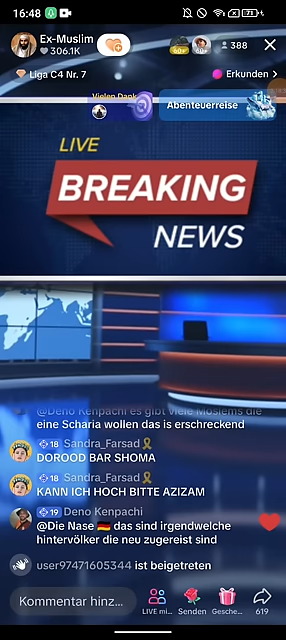 16:48
71
Ex-Muslim
306.1K
388
Liga C4 Nr. 7
Erkunden >
Vielen Dank
Abenteuerreise
LIVE
BREAKING
NEWS
@Deno Kenpachi es gibt viele Moslems die
eine Scharia wollen das is erschreckend
18 Sandra_Farsad🎗️
DOROOD BAR SHOMA
18 Sandra_Farsad🎗️
KANN ICH HOCH BITTE AZIZAM
19 Deno Kenpachi
@Die Nase 🇩🇪 das sind irgendwelche
hintervölker die neu zugereist sind
user97471605344 ist beigetreten
Kommentar hinz...
LIVE mi...
Senden
Gesche...
619